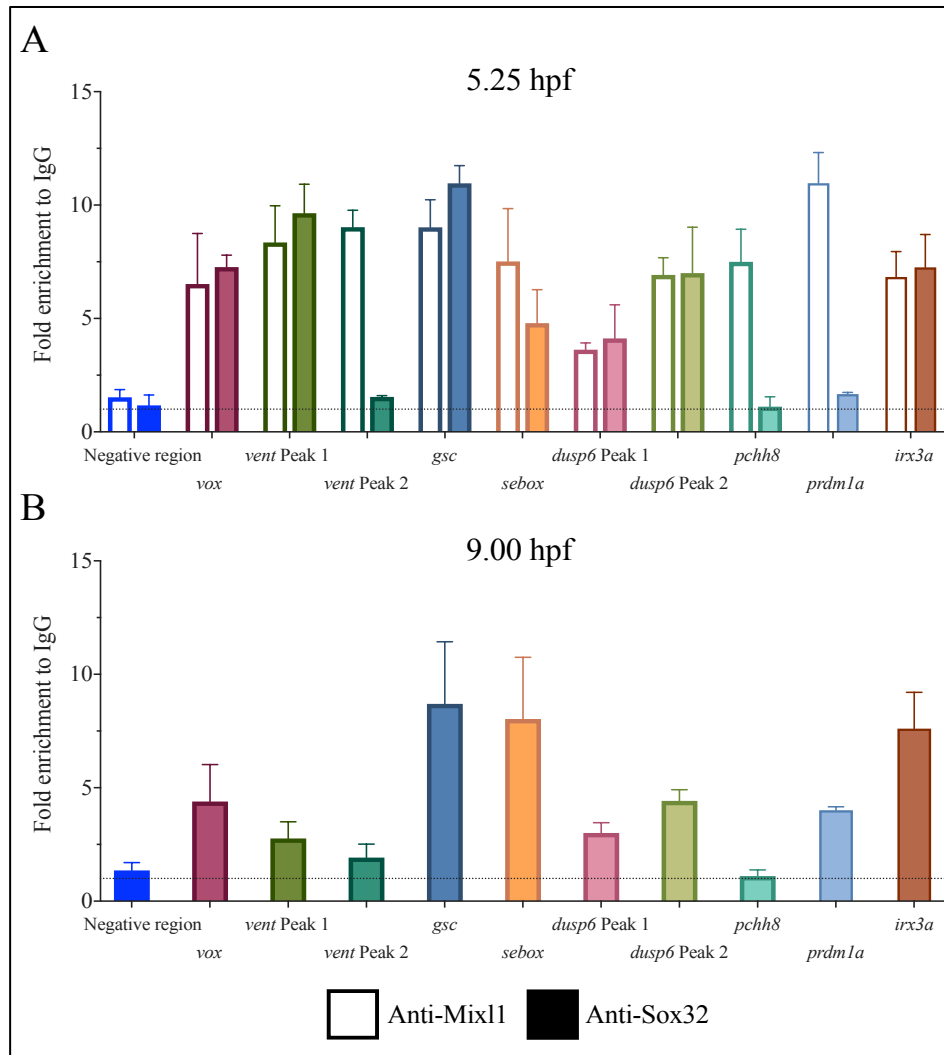 A
5.25 hpf
15
10
5
0
Fold enrichment to IgG
Negative region
vox
vent Peak 1
vent Peak 2
gsc
sebox
dusp6 Peak 1
dusp6 Peak 2
pchh8
prdm1a
irx3a
B
9.00 hpf
15
10
5
0
Fold enrichment to IgG
Negative region
vox
vent Peak 1
vent Peak 2
gsc
sebox
dusp6 Peak 1
dusp6 Peak 2
pchh8
prdm1a
irx3a
Anti-Mixl1
Anti-Sox32